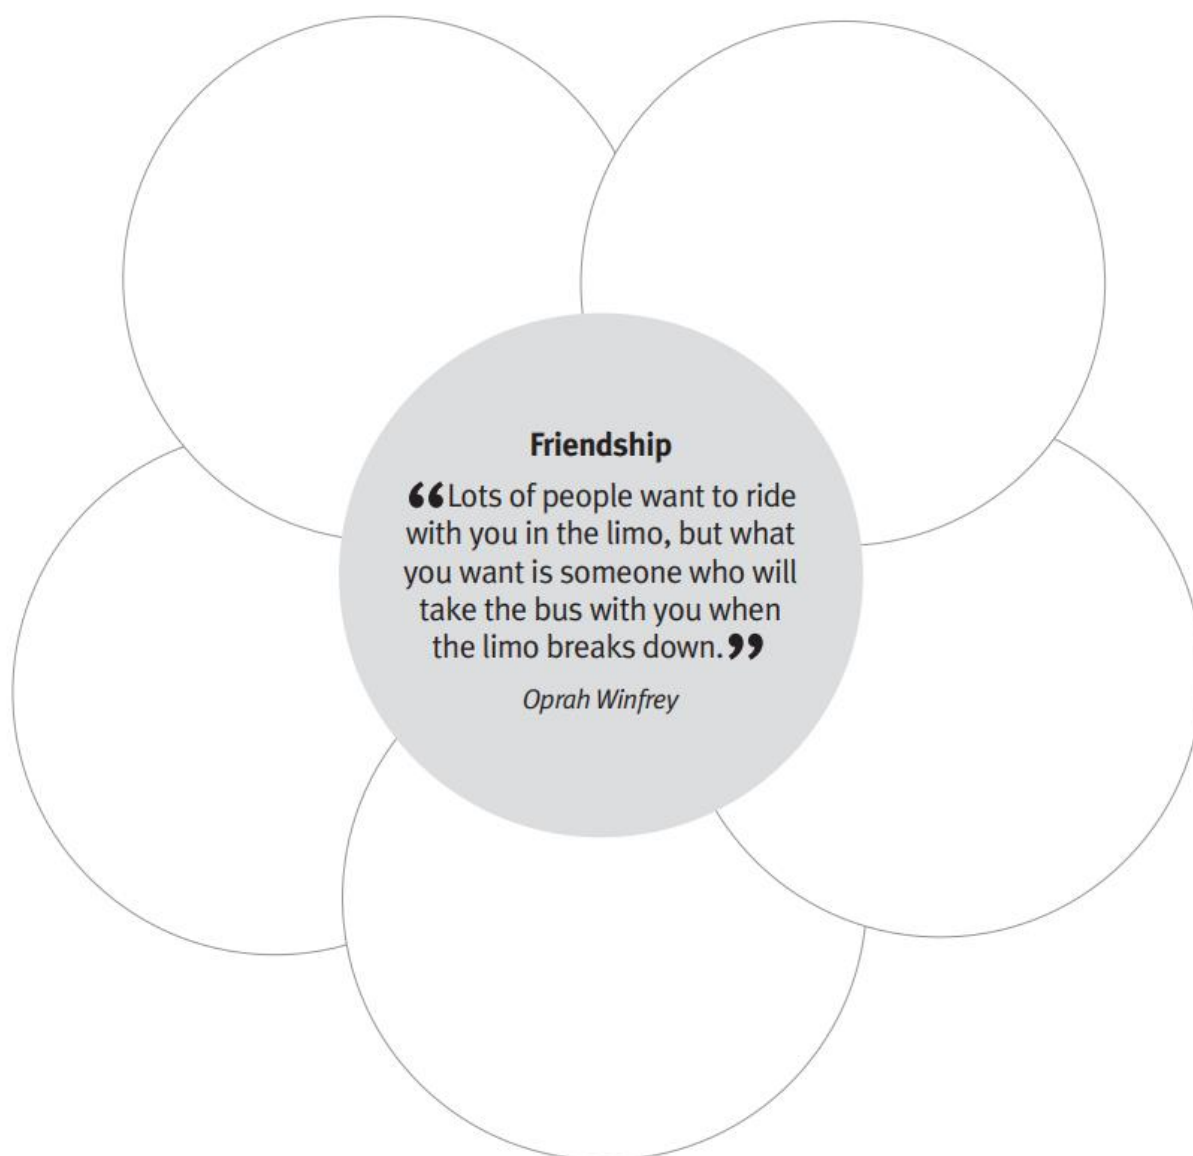 Friendship
“Lots of people want to ride
with you in the limo, but what
you want is someone who will
take the bus with you when
the limo breaks down.”
Oprah Winfrey